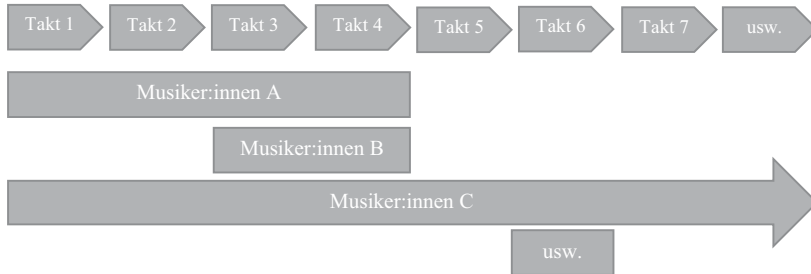 Takt 1 Takt 2 Takt 3 Takt 4 Takt 5 Takt 6 Takt 7 usw.
Musiker:innen A
Musiker:innen B
Musiker:innen C
usw.